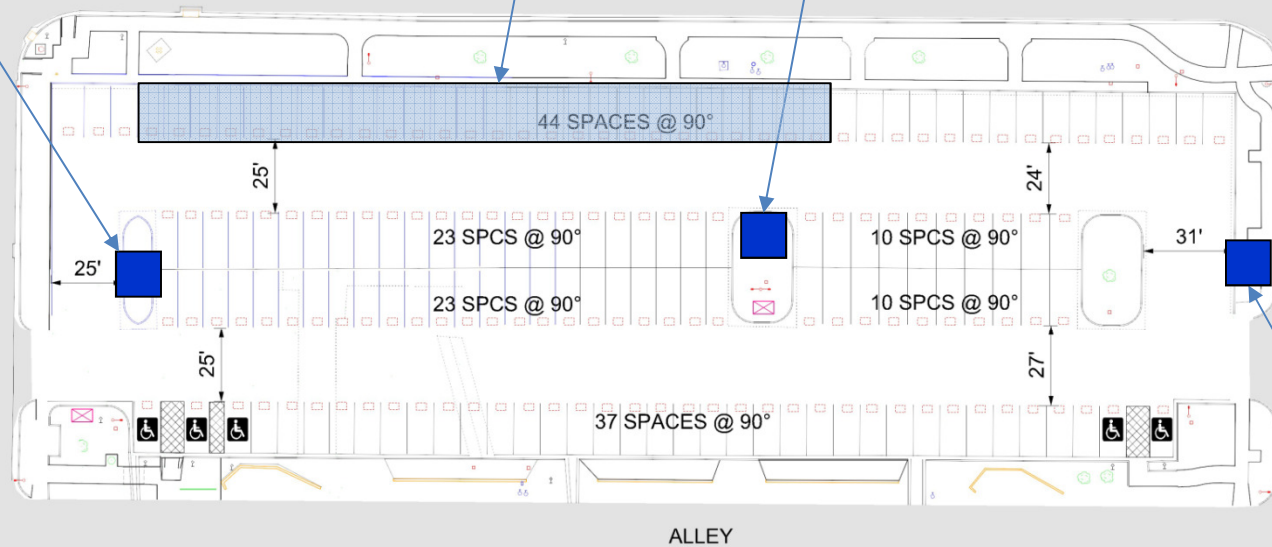 44 SPACES @ 90°
25'
24'
23 SPCS @ 90°
10 SPCS @ 90°
31'
25'
23 SPCS @ 90°
10 SPCS @ 90°
25'
27'
37 SPACES @ 90°
ALLEY